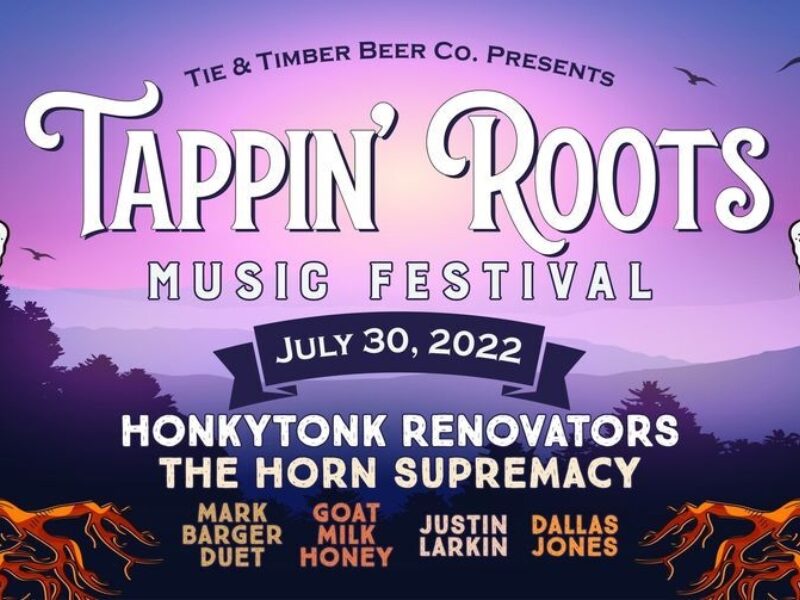 Tie & Timber Beer Co. Presents
Tappin' Roots
MUSIC FESTIVAL
July 30, 2022
HONKYTONK RENOVATORS
THE HORN SUPREMACY
MARK
BARGER
DUET
GOAT
MILK
HONEY
JUSTIN
LARKIN
DALLAS
JONES